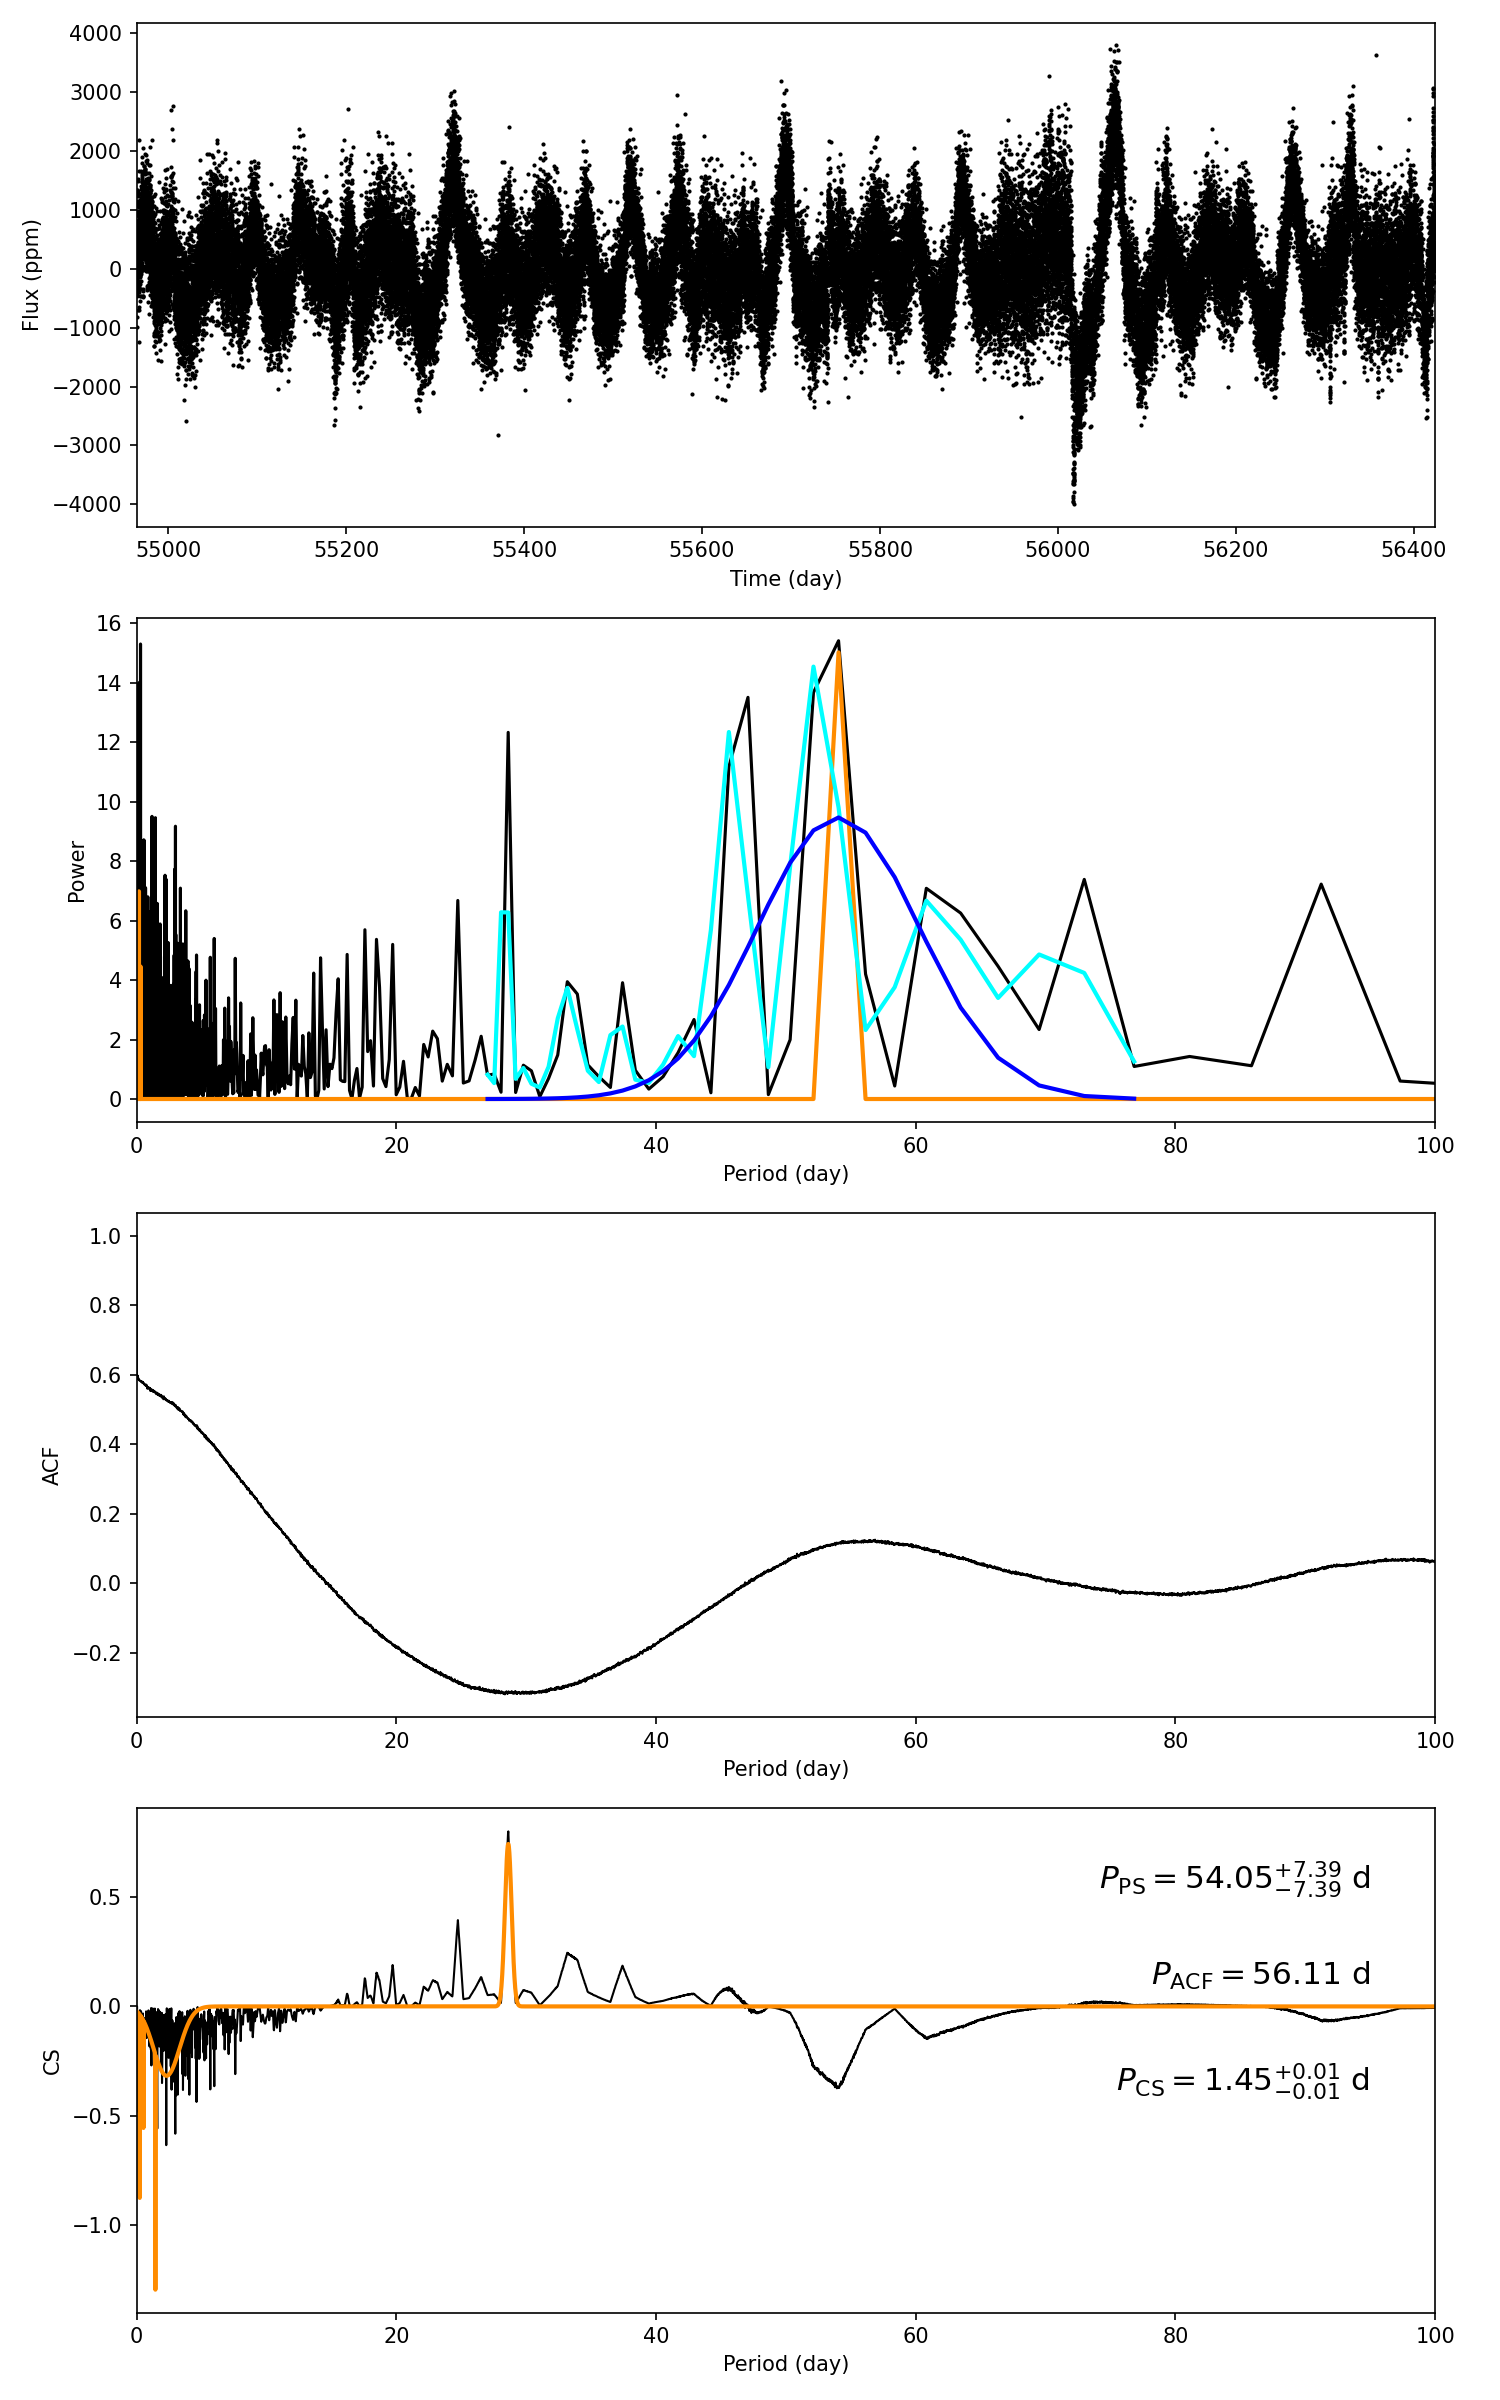 4000
3000
2000
1000
0
−1000
−2000
−3000
−4000
Flux (ppm)
55000 55200 55400 55600 55800 56000 56200 56400
Time (day)
16
14
12
10
8
6
4
2
0
Power
0 20 40 60 80 100
Period (day)
1.0
0.8
0.6
0.4
0.2
0.0
−0.2
ACF
0 20 40 60 80 100
Period (day)
0.5
0.0
−0.5
−1.0
CS
P_PS = 54.05^{+7.39}_{−7.39} d
P_ACF = 56.11 d
P_CS = 1.45^{+0.01}_{−0.01} d
0 20 40 60 80 100
Period (day)